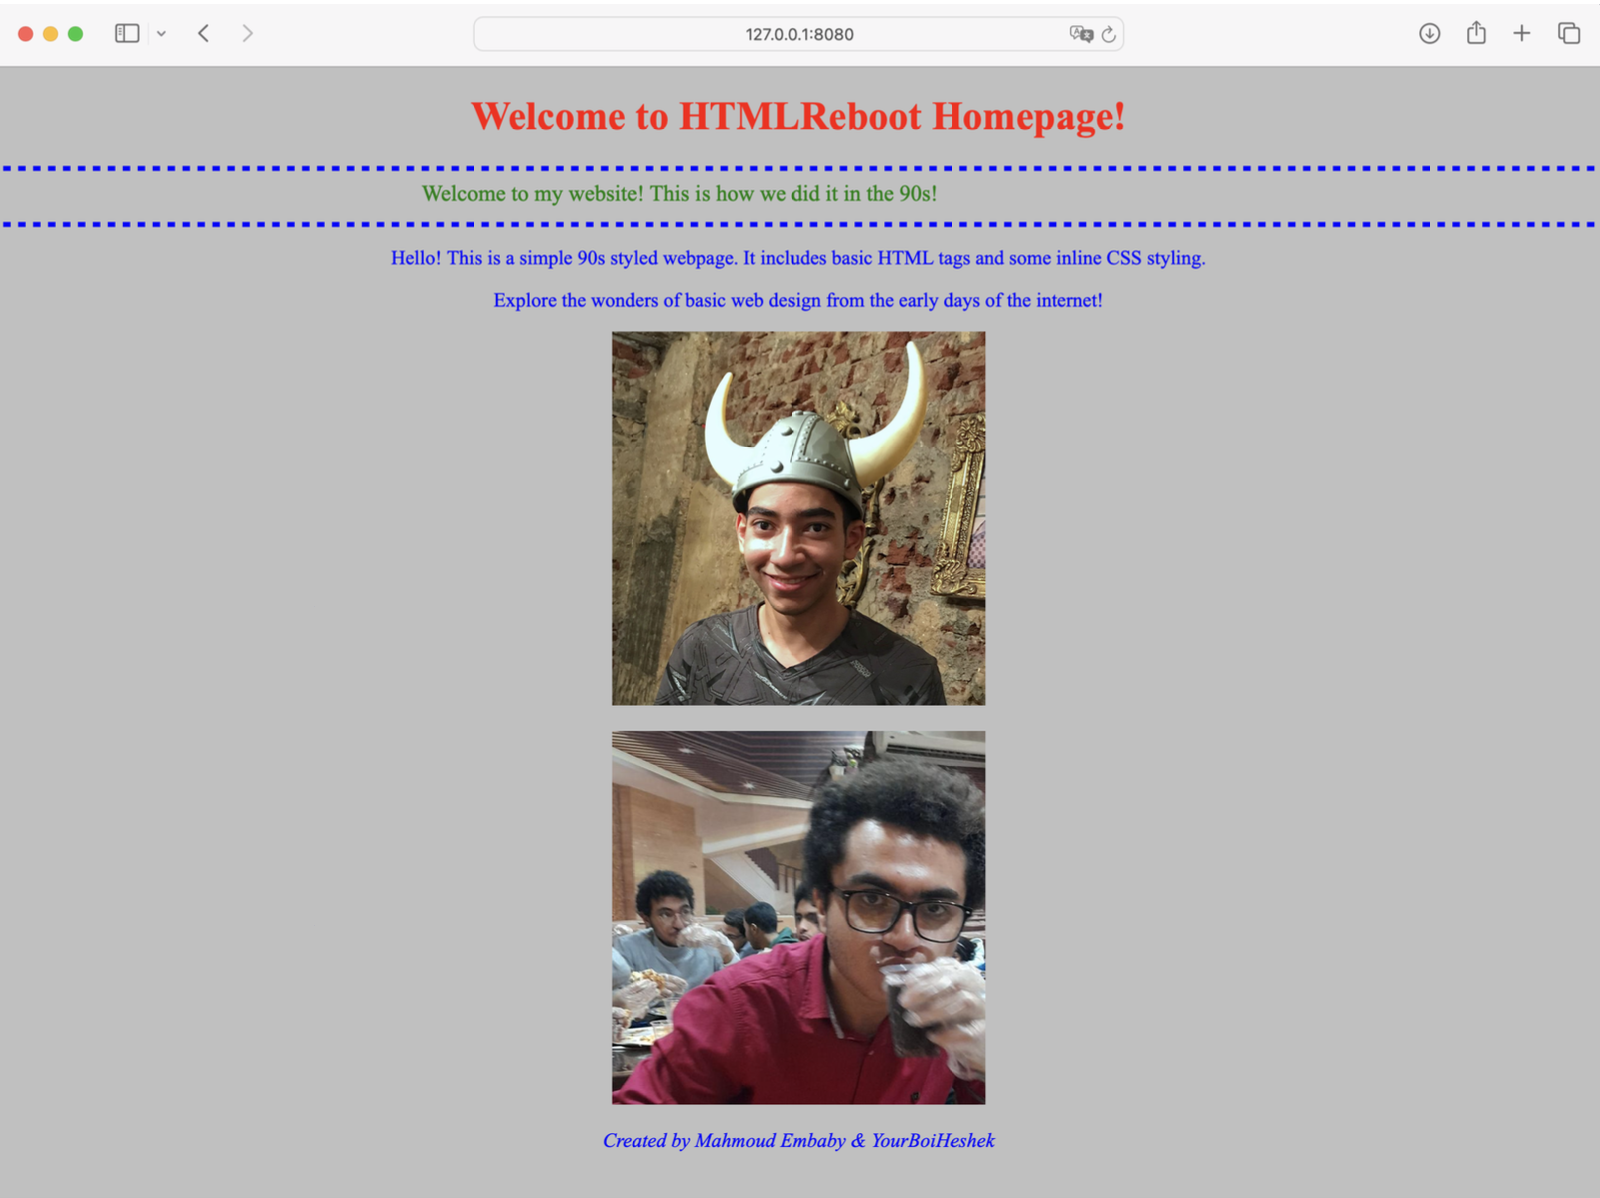 127.0.0.1:8080
Welcome to HTMLReboot Homepage!
Welcome to my website! This is how we did it in the 90s!
Hello! This is a simple 90s styled webpage. It includes basic HTML tags and some inline CSS styling.
Explore the wonders of basic web design from the early days of the internet!
Created by Mahmoud Embaby & YourBoiHeshek